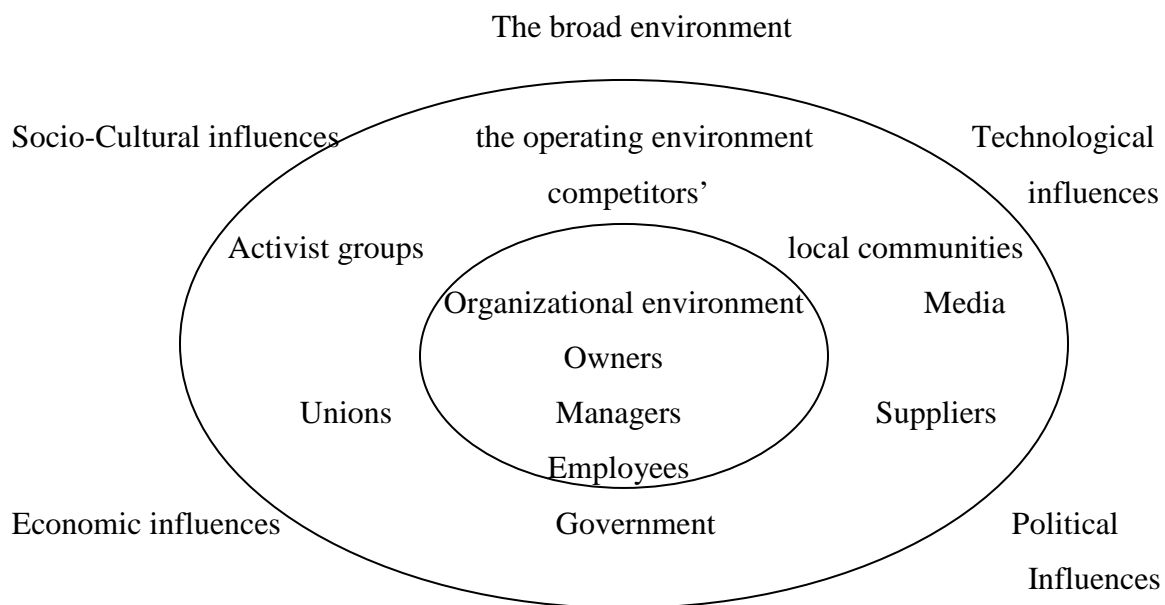 The broad environment
Socio-Cultural influences the operating environment Technological
competitors’ influences
Activist groups local communities
Organizational environment Media
Owners
Unions Managers Suppliers
Employees
Economic influences Government Political
Influences